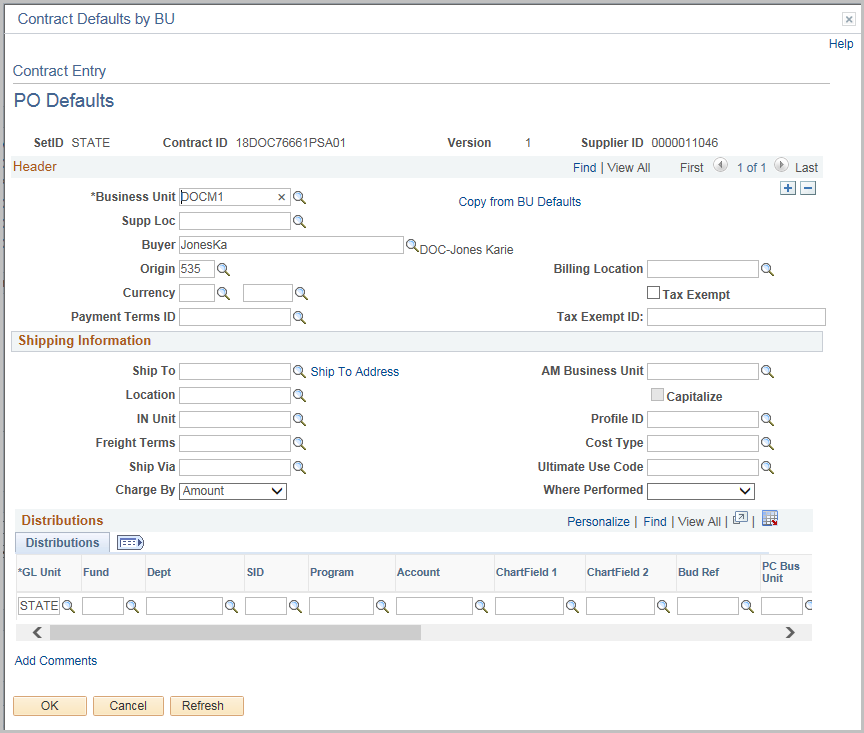 Contract Defaults by BU
Help
Contract Entry
PO Defaults
SetID STATE Contract ID 18DOC76661PSA01 Version 1 Supplier ID 0000011046
Header Find | View All First 1 of 1 Last
*Business Unit DOCM1 × Copy from BU Defaults
Supp Loc
Buyer JonesKa DOC-Jones Karie
Origin 535 Billing Location
Currency Tax Exempt
Payment Terms ID Tax Exempt ID:
Shipping Information
Ship To Ship To Address AM Business Unit
Location Capitalize
IN Unit Profile ID
Freight Terms Cost Type
Ship Via Ultimate Use Code
Charge By Amount Where Performed
Distributions Personalize | Find | View All | |
Distributions
*GL Unit Fund Dept SID Program Account ChartField 1 ChartField 2 Bud Ref PC Bus Unit
STATE
Add Comments
OK Cancel Refresh